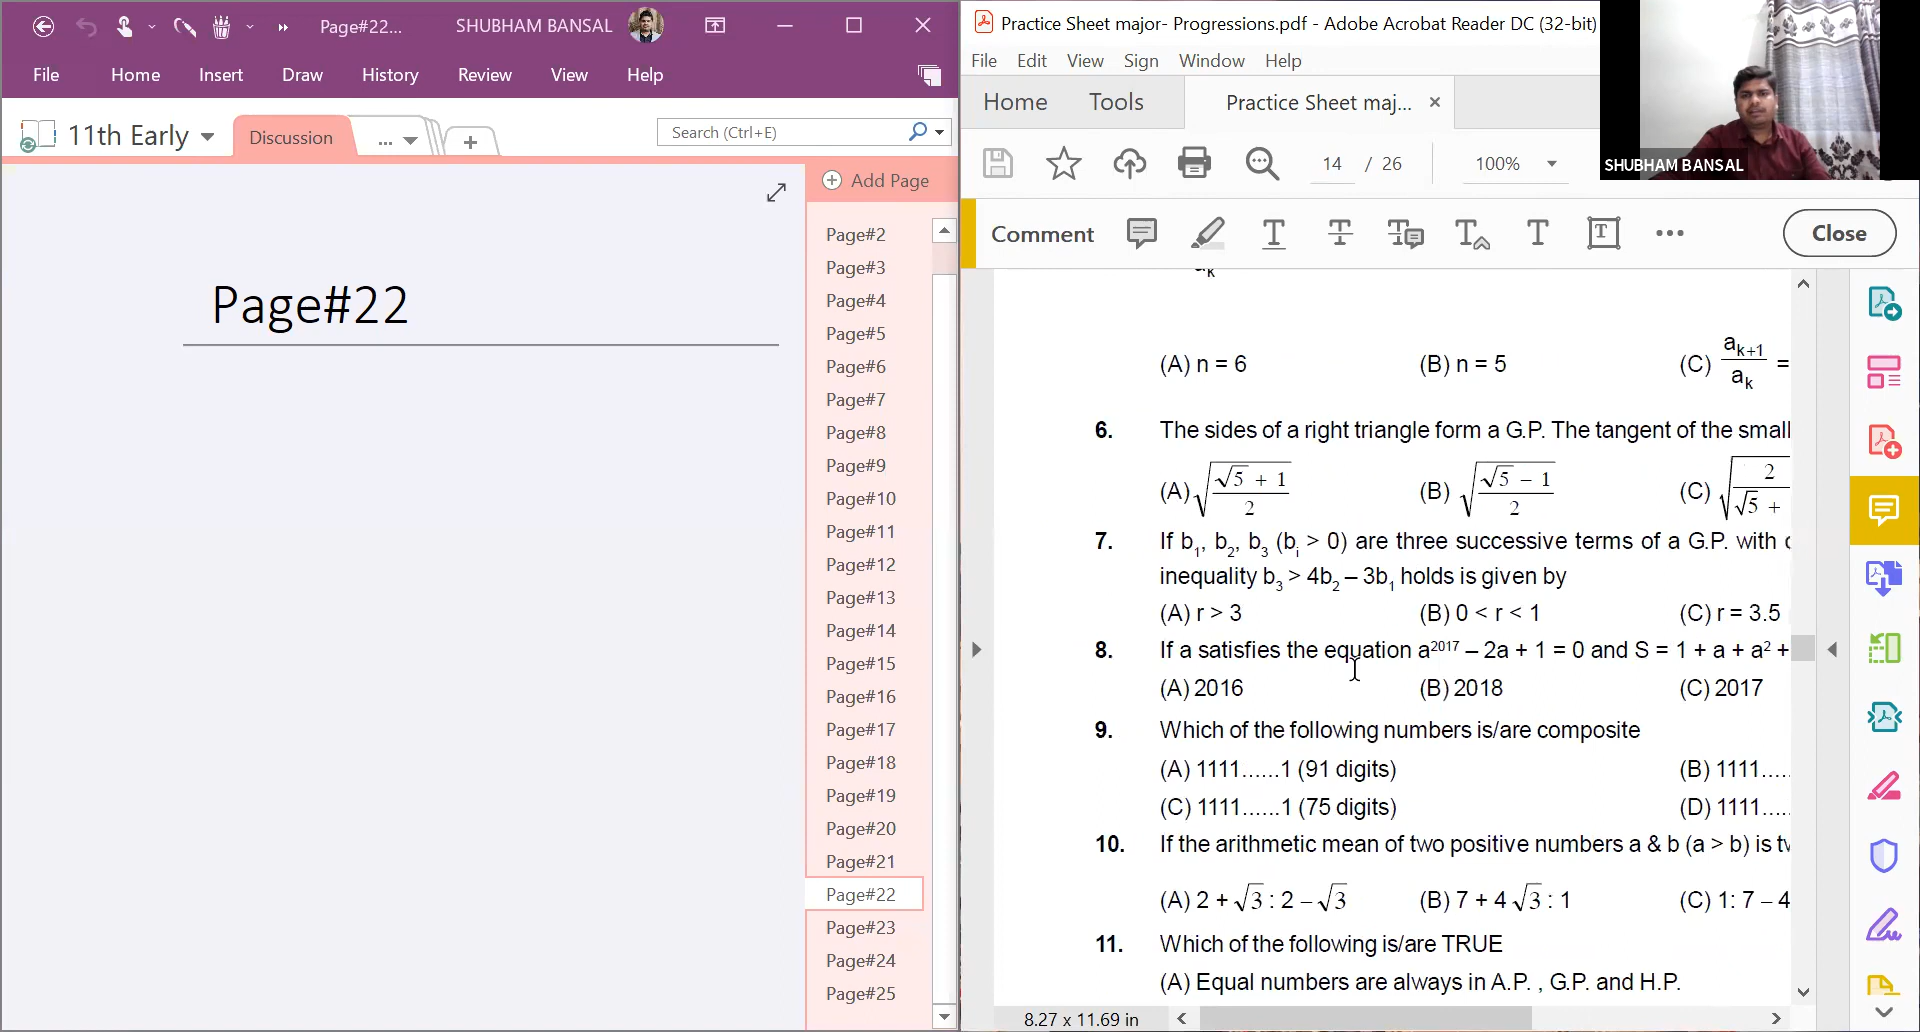 Page#22...
SHUBHAM BANSAL
File Home Insert Draw History Review View Help
11th Early
Discussion
...
Search (Ctrl+E)
Add Page
Page#22
Page#2
Page#3
Page#4
Page#5
Page#6
Page#7
Page#8
Page#9
Page#10
Page#11
Page#12
Page#13
Page#14
Page#15
Page#16
Page#17
Page#18
Page#19
Page#20
Page#21
Page#22
Page#23
Page#24
Page#25
Practice Sheet major- Progressions.pdf - Adobe Acrobat Reader DC (32-bit)
File Edit View Sign Window Help
Home Tools Practice Sheet maj... ×
14 / 26 100%
SHUBHAM BANSAL
Comment Close
a_k
(A) n = 6 (B) n = 5 (C) a_{k+1}/a_k =
6. The sides of a right triangle form a G.P. The tangent of the small
(A) √((√5 + 1)/2) (B) √((√5 – 1)/2) (C) √(2/(√5 +
7. If b₁, b₂, b₃ (bᵢ > 0) are three successive terms of a G.P. with
inequality b₃ > 4b₂ – 3b₁ holds is given by
(A) r > 3 (B) 0 < r < 1 (C) r = 3.5
8. If a satisfies the equation a²⁰¹⁷ – 2a + 1 = 0 and S = 1 + a + a² +
(A) 2016 (B) 2018 (C) 2017
9. Which of the following numbers is/are composite
(A) 1111......1 (91 digits) (B) 1111.....
(C) 1111......1 (75 digits) (D) 1111.....
10. If the arithmetic mean of two positive numbers a & b (a > b) is
(A) 2 + √3 : 2 – √3 (B) 7 + 4 √3 : 1 (C) 1: 7 – 4
11. Which of the following is/are TRUE
(A) Equal numbers are always in A.P. , G.P. and H.P.
8.27 x 11.69 in